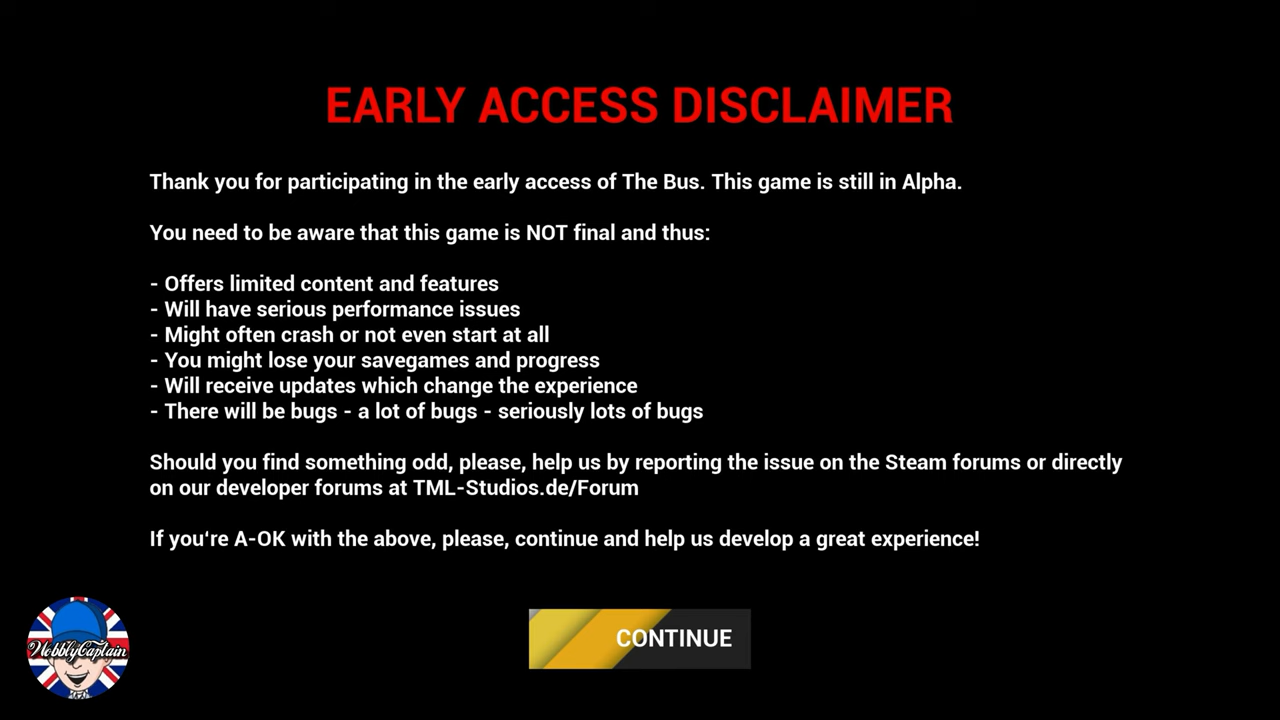 EARLY ACCESS DISCLAIMER
Thank you for participating in the early access of The Bus. This game is still in Alpha.
You need to be aware that this game is NOT final and thus:
- Offers limited content and features
- Will have serious performance issues
- Might often crash or not even start at all
- You might lose your savegames and progress
- Will receive updates which change the experience
- There will be bugs - a lot of bugs - seriously lots of bugs
Should you find something odd, please, help us by reporting the issue on the Steam forums or directly
on our developer forums at TML-Studios.de/Forum
If you‘re A-OK with the above, please, continue and help us develop a great experience!
CONTINUE
NobblyCaptain